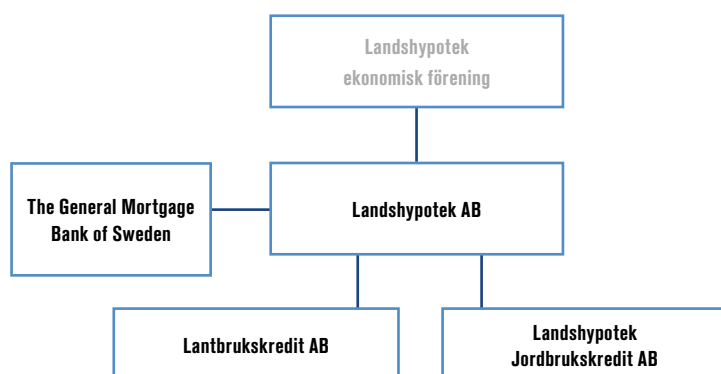 Landshypotek
ekonomisk förening
The General Mortgage
Bank of Sweden
Landshypotek AB
Lantbrukskredit AB
Landshypotek
Jordbrukskredit AB